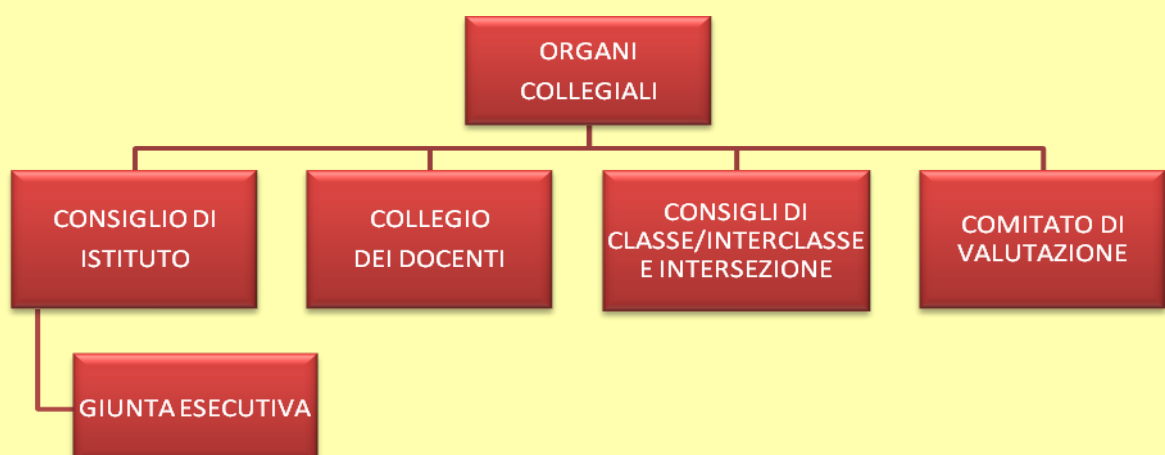 ORGANI
COLLEGIALI
CONSIGLIO DI
ISTITUTO
COLLEGIO
DEI DOCENTI
CONSIGLI DI
CLASSE/INTERCLASSE
E INTERSEZIONE
COMITATO DI
VALUTAZIONE
GIUNTA ESECUTIVA